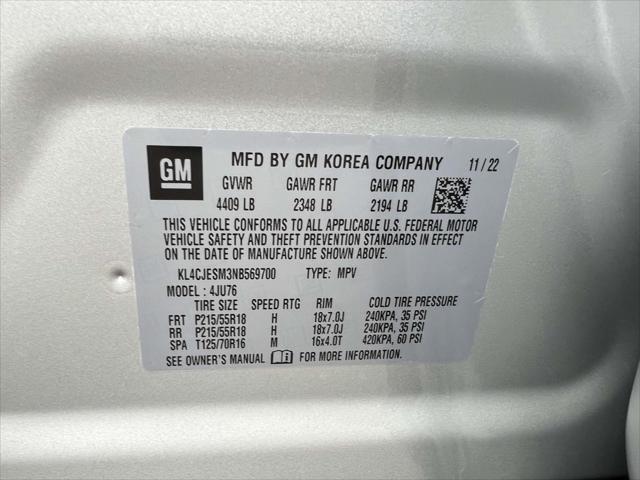 GM MFD BY GM KOREA COMPANY 11/22
GVWR GAWR FRT GAWR RR
4409 LB 2348 LB 2194 LB
THIS VEHICLE CONFORMS TO ALL APPLICABLE U.S. FEDERAL MOTOR
VEHICLE SAFETY AND THEFT PREVENTION STANDARDS IN EFFECT
ON THE DATE OF MANUFACTURE SHOWN ABOVE.
KL4CJESM3NB569700 TYPE: MPV
MODEL : 4JU76
TIRE SIZE SPEED RTG RIM COLD TIRE PRESSURE
FRT P215/55R18 H 18x7.0J 240KPA, 35 PSI
RR P215/55R18 H 18x7.0J 240KPA, 35 PSI
SPA T125/70R16 M 16x4.0T 420KPA, 60 PSI
SEE OWNER'S MANUAL FOR MORE INFORMATION.